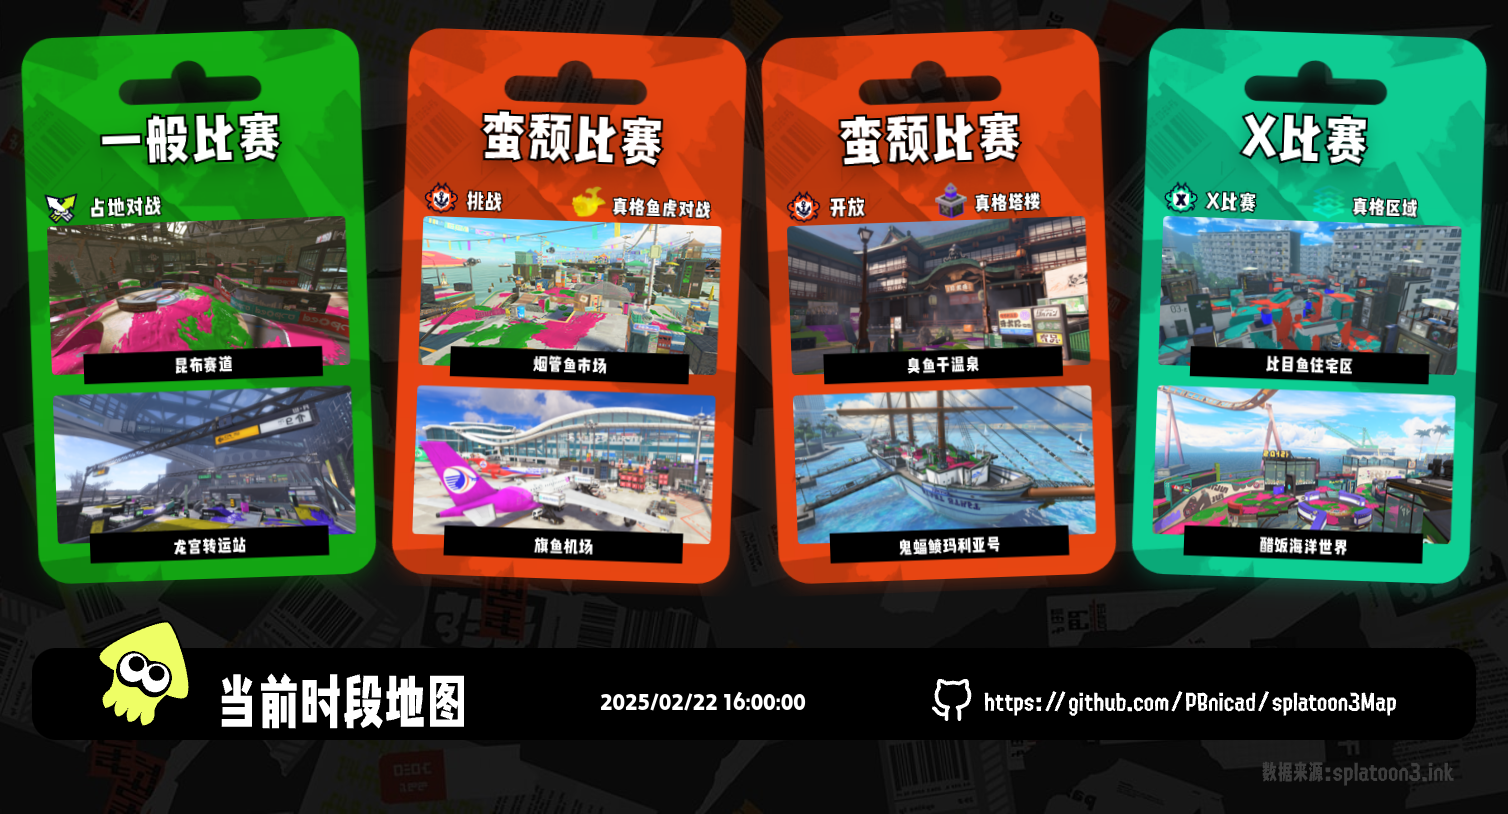 一般比赛
占地对战
昆布赛道
龙宫转运站
蛮颓比赛
挑战
真格鱼虎对战
烟管鱼市场
旗鱼机场
蛮颓比赛
开放
真格塔楼
臭鱼干温泉
鬼蝠鲼玛利亚号
X比赛
X比赛
真格区域
比目鱼住宅区
醋饭海洋世界
当前时段地图
2025/02/22 16:00:00
https://github.com/PBnicad/splatoon3Map
数据来源:splatoon3.ink